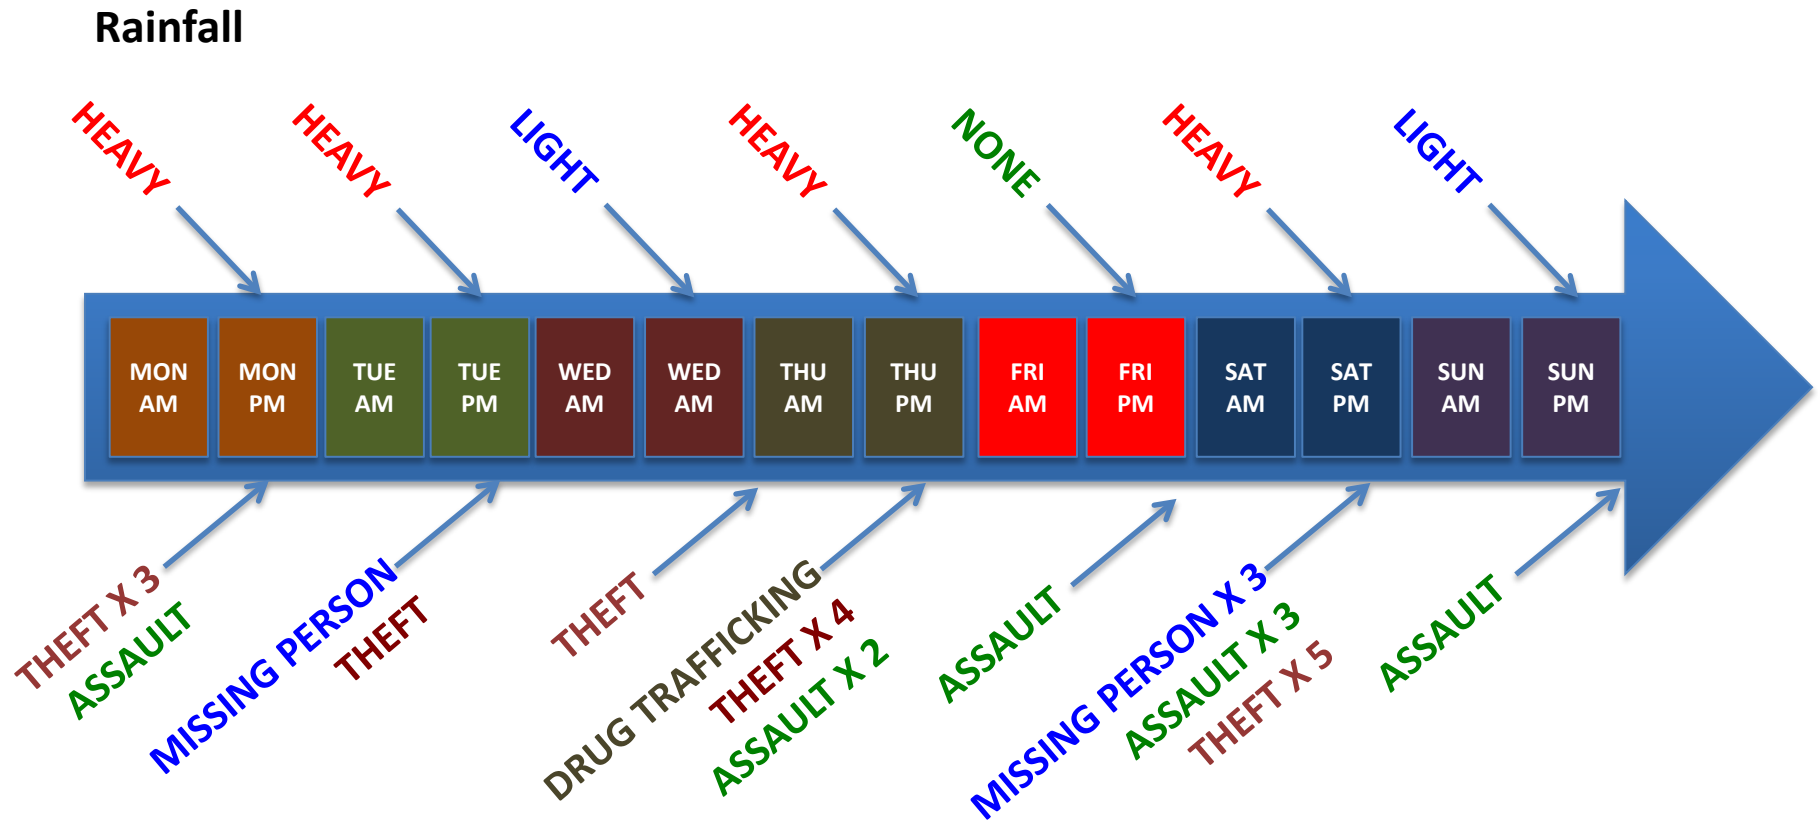 Rainfall
HEAVY
HEAVY
LIGHT
HEAVY
NONE
HEAVY
LIGHT
MON
AM
MON
PM
TUE
AM
TUE
PM
WED
AM
WED
AM
THU
AM
THU
PM
FRI
AM
FRI
PM
SAT
AM
SAT
PM
SUN
AM
SUN
PM
THEFT X 3
ASSAULT
MISSING PERSON
THEFT
THEFT
DRUG TRAFFICKING
THEFT X 4
ASSAULT X 2
ASSAULT
MISSING PERSON X 3
ASSAULT X 3
THEFT X 5
ASSAULT